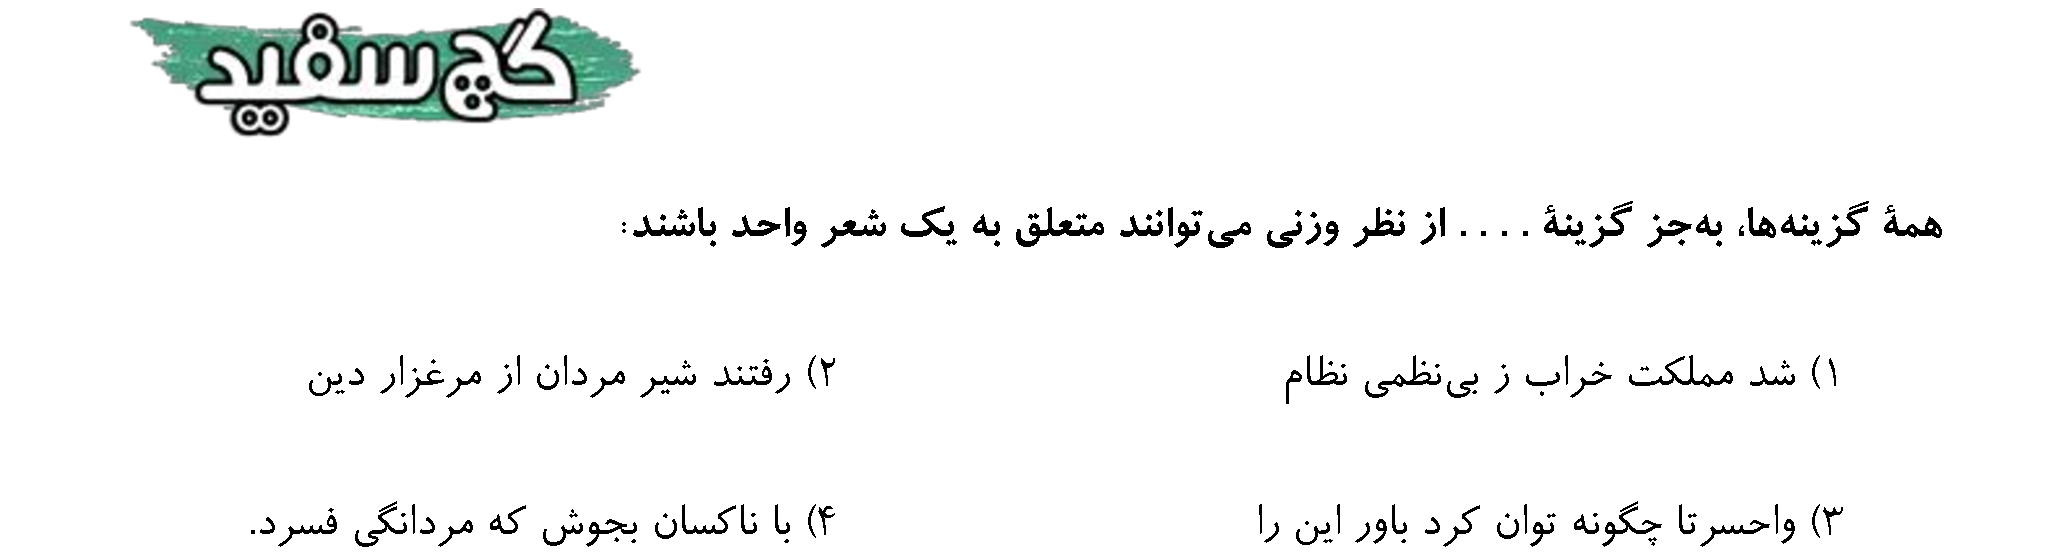 گچ سفید
همهٔ گزینه‌ها، به‌جز گزینهٔ . . . . از نظر وزنی می‌توانند متعلق به یک شعر واحد باشند:
۱) شد مملکت خراب ز بی‌نظمی نظام
۲) رفتند شیر مردان از مرغزار دین
۳) واحسرتا چگونه توان کرد باور این را
۴) با ناکسان بجوش که مردانگی فسرد.